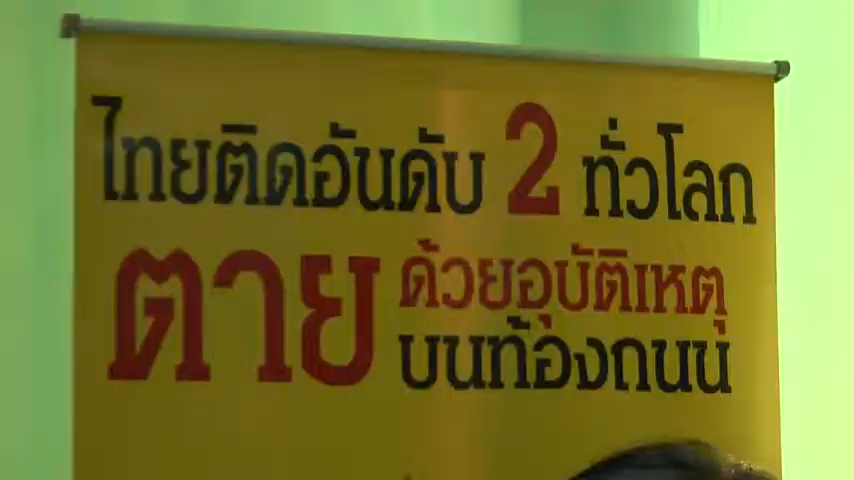 ไทยติดอันดับ 2 ทั่วโลก
ตาย ด้วยอุบัติเหตุ
บนท้องถนน